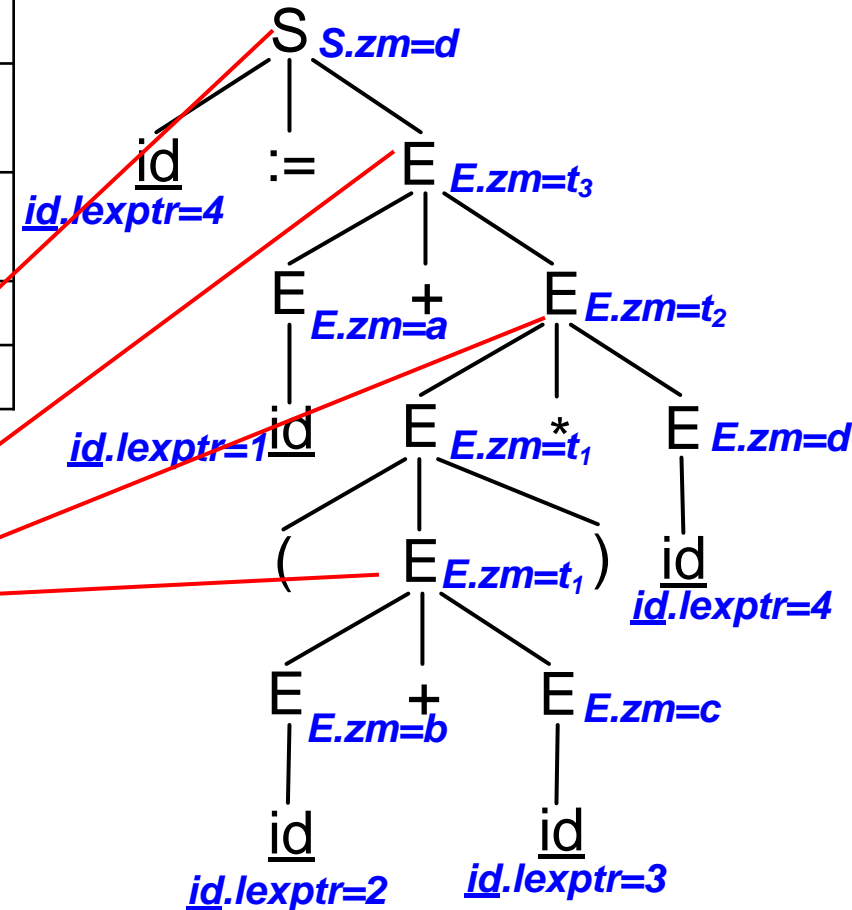 S S.zm=d
id := E E.zm=t3
id.lexptr=4
E E.zm=a + E E.zm=t2
id.lexptr=1 id E E.zm=t1 * E E.zm=d
( E E.zm=t1 ) id
id.lexptr=4
E E.zm=b + E E.zm=c
id id
id.lexptr=2 id.lexptr=3